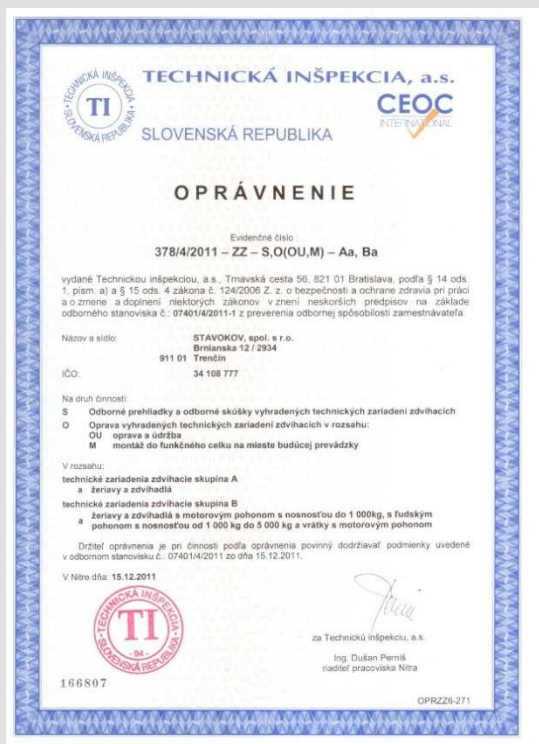 TECHNICKÁ INŠPEKCIA, a.s.
TECHNICKÁ INŠPEKCIA
TI
SLOVENSKÁ REPUBLIKA
CEOC
INTERNATIONAL
SLOVENSKÁ REPUBLIKA
OPRÁVNENIE
Evidenčné číslo :
378/4/2011 – ZZ – S,O(OU,M) – Aa, Ba
vydané Technickou inšpekciou, a.s., Trnavská cesta 56, 821 01 Bratislava, podľa § 14 ods.
1, písm. a) a § 15 ods. 4 zákona č. 124/2006 Z. z. o bezpečnosti a ochrane zdravia pri práci
a o zmene a doplnení niektorých zákonov v znení neskorších predpisov na základe
odborného stanoviska č.: 07401/4/2011-1 z preverenia odbornej spôsobilosti zamestnávateľa.
Názov a sídlo: STAVOKOV, spol. s r.o.
Brnianska 12 / 2934
911 01 Trenčín
IČO: 34 108 777
Na druh činnosti:
S Odborné prehliadky a odborné skúšky vyhradených technických zariadení zdvíhacích
O Oprava vyhradených technických zariadení zdvíhacích v rozsahu:
OU oprava a údržba
M montáž do funkčného celku na mieste budúcej prevádzky
V rozsahu:
technické zariadenia zdvíhacie skupina A
a žeriavy a zdvíhadlá
technické zariadenia zdvíhacie skupina B
a žeriavy a zdvíhadlá s motorovým pohonom s nosnosťou do 1 000kg, s ľudským
pohonom s nosnosťou od 1 000 kg do 5 000 kg a vrátky s motorovým pohonom
Držiteľ oprávnenia je pri činnosti podľa oprávnenia povinný dodržiavať podmienky uvedené
v odbornom stanovisku č.: 07401/4/2011 zo dňa 15.12.2011.
V Nitre dňa: 15.12.2011
TECHNICKÁ INŠPEKCIA
TI
- 94 -
SLOVENSKÁ REPUBLIKA
za Technickú inšpekciu, a.s.
Ing. Dušan Perniš
riaditeľ pracoviska Nitra
166807
OPRZZ6-271